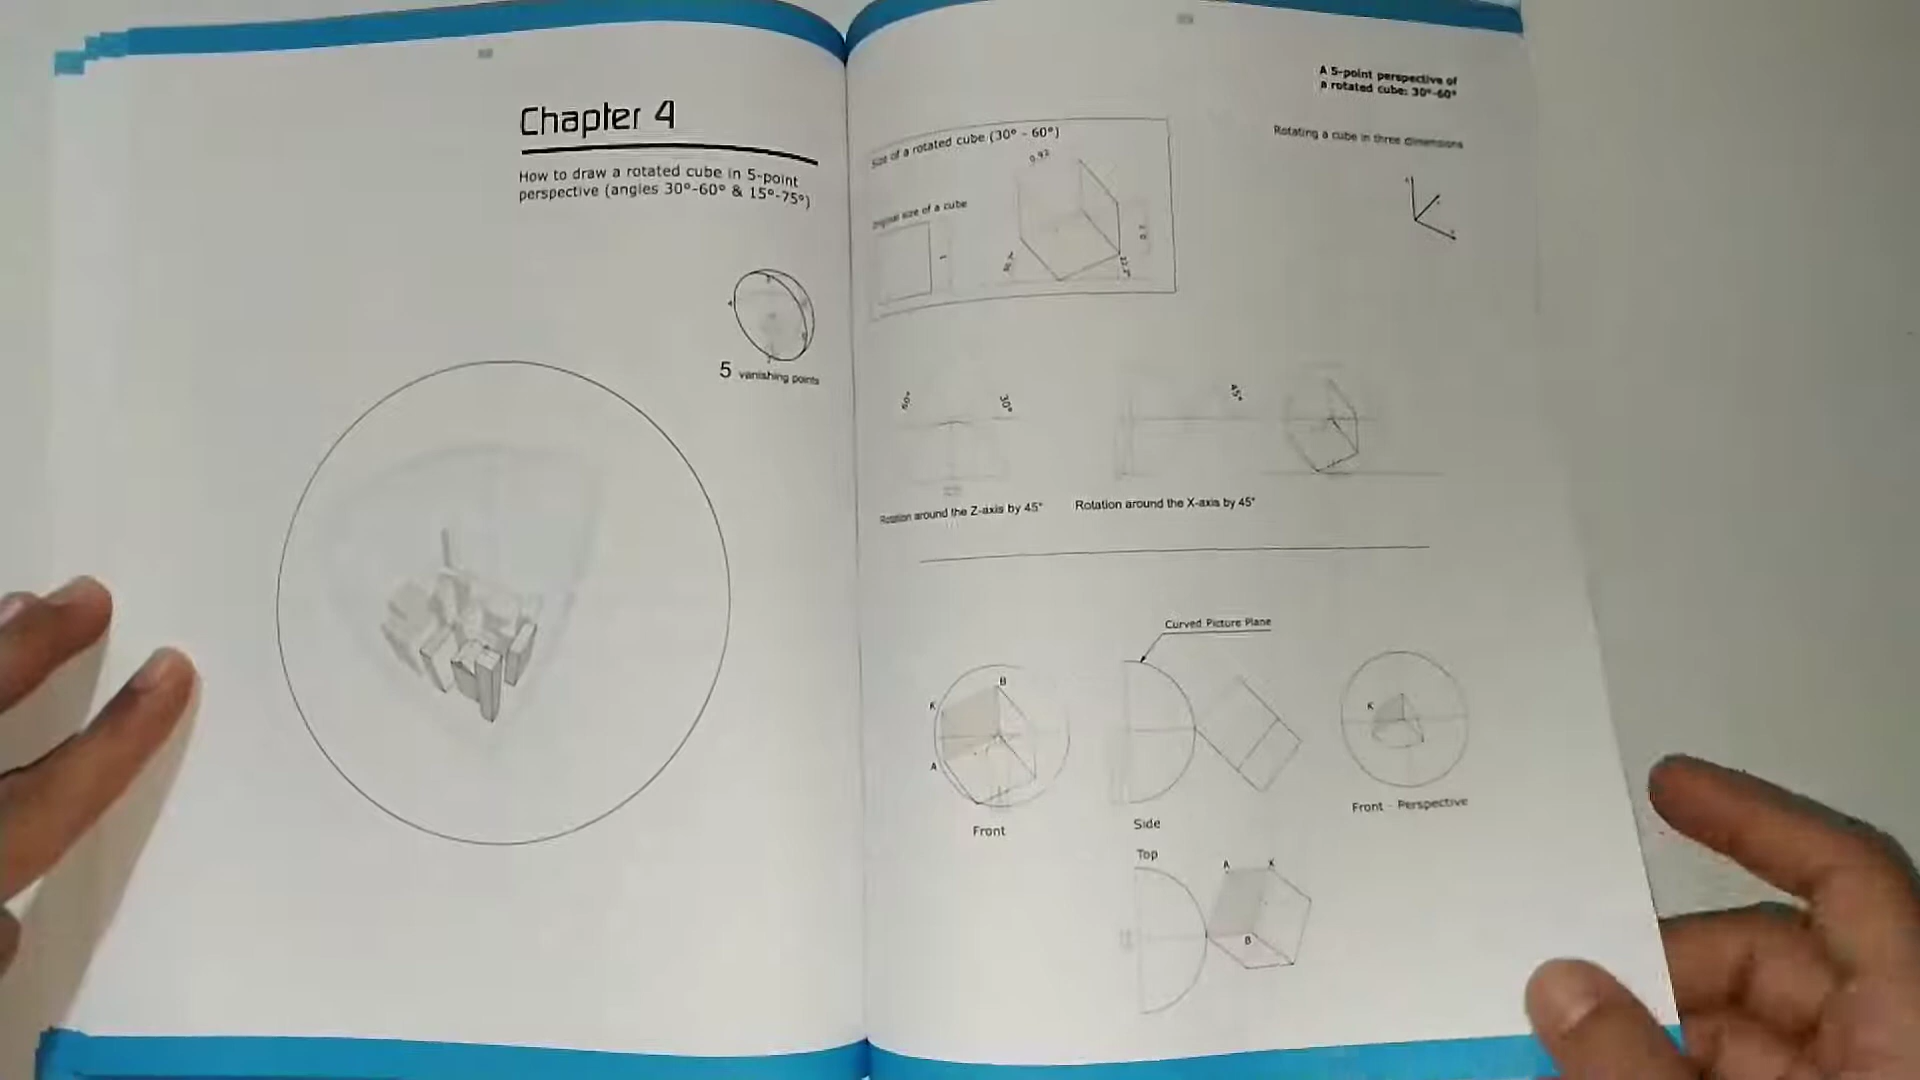 Chapter 4
How to draw a rotated cube in 5-point
perspective (angles 30°-60° & 15°-75°)
5 vanishing points
A 5-point perspective of
a rotated cube: 30°-60°
Rotating a cube in three dimensions
Size of a rotated cube (30° - 60°)
0.92
Original size of a cube
60°
30°
45°
Rotation around the Z-axis by 45°
Rotation around the X-axis by 45°
Curved Picture Plane
B
K
A
K
Front
Side
Front - Perspective
Top
A
K
B